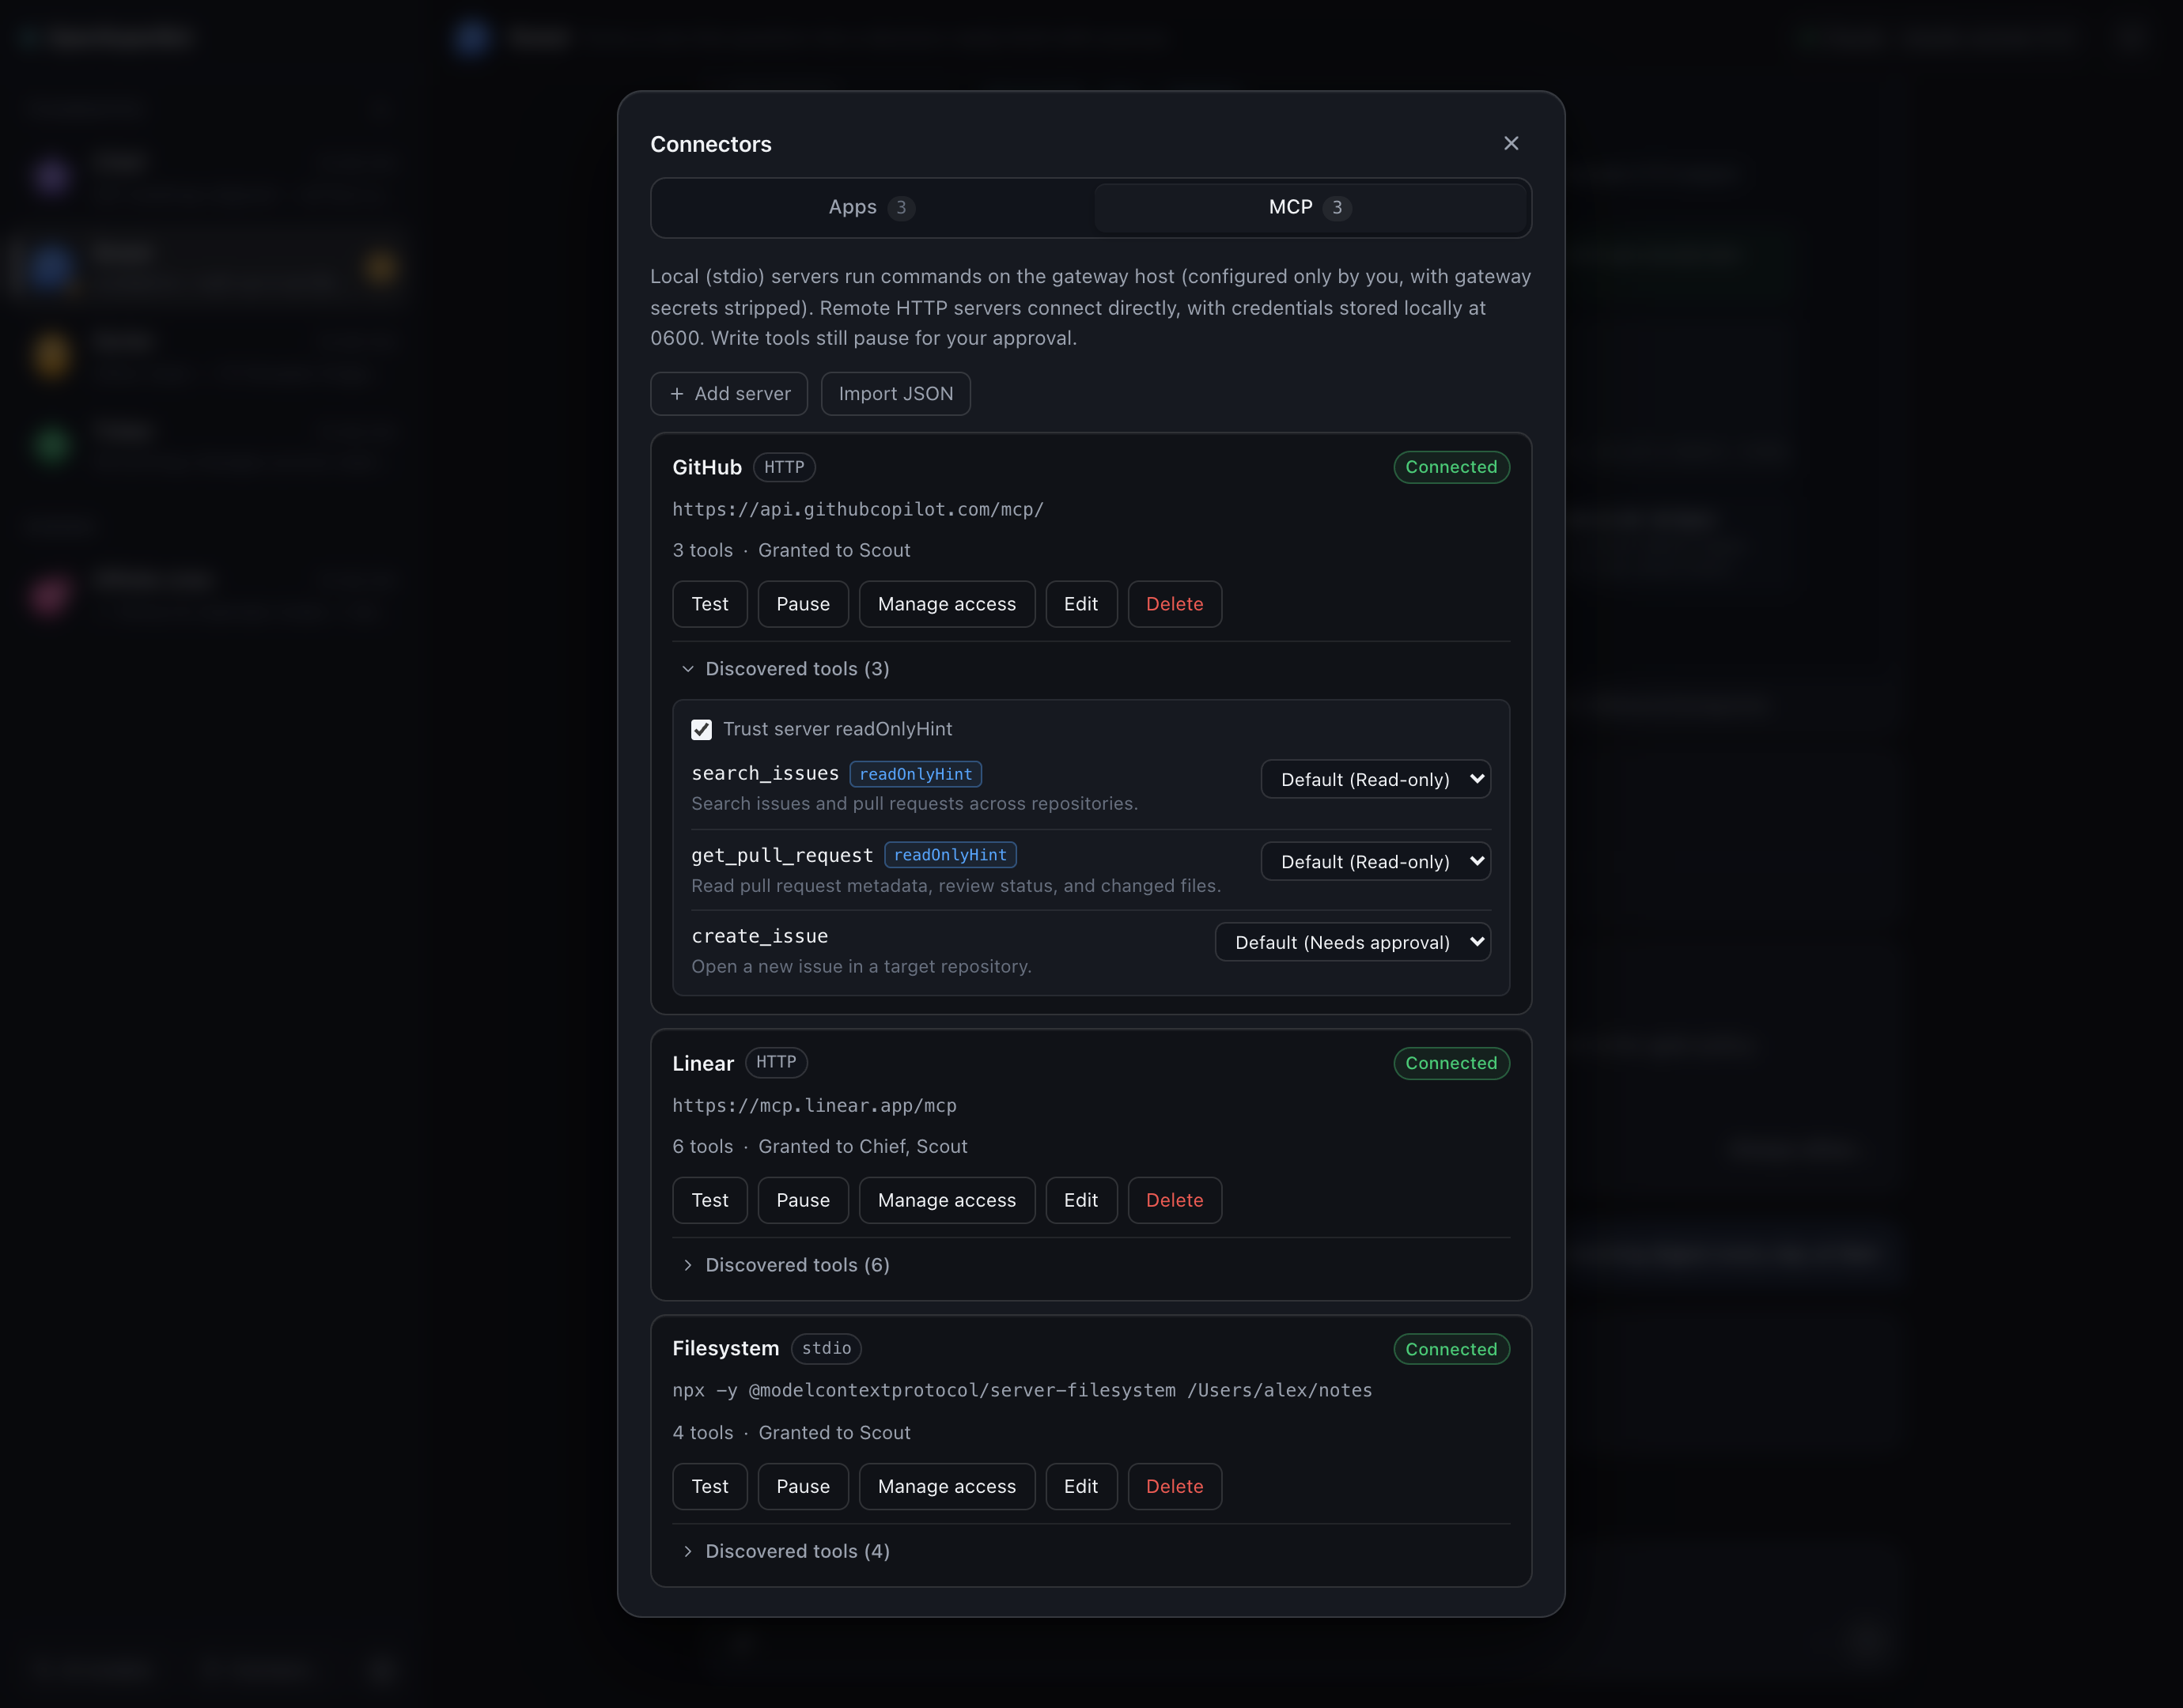 Connectors
Apps 3
MCP 3
Local (stdio) servers run commands on the gateway host (configured only by you, with gateway
secrets stripped). Remote HTTP servers connect directly, with credentials stored locally at
0600. Write tools still pause for your approval.
+ Add server
Import JSON
GitHub HTTP Connected
https://api.githubcopilot.com/mcp/
3 tools · Granted to Scout
Test Pause Manage access Edit Delete
Discovered tools (3)
Trust server readOnlyHint
search_issues readOnlyHint Default (Read-only)
Search issues and pull requests across repositories.
get_pull_request readOnlyHint Default (Read-only)
Read pull request metadata, review status, and changed files.
create_issue Default (Needs approval)
Open a new issue in a target repository.
Linear HTTP Connected
https://mcp.linear.app/mcp
6 tools · Granted to Chief, Scout
Test Pause Manage access Edit Delete
Discovered tools (6)
Filesystem stdio Connected
npx -y @modelcontextprotocol/server-filesystem /Users/alex/notes
4 tools · Granted to Scout
Test Pause Manage access Edit Delete
Discovered tools (4)